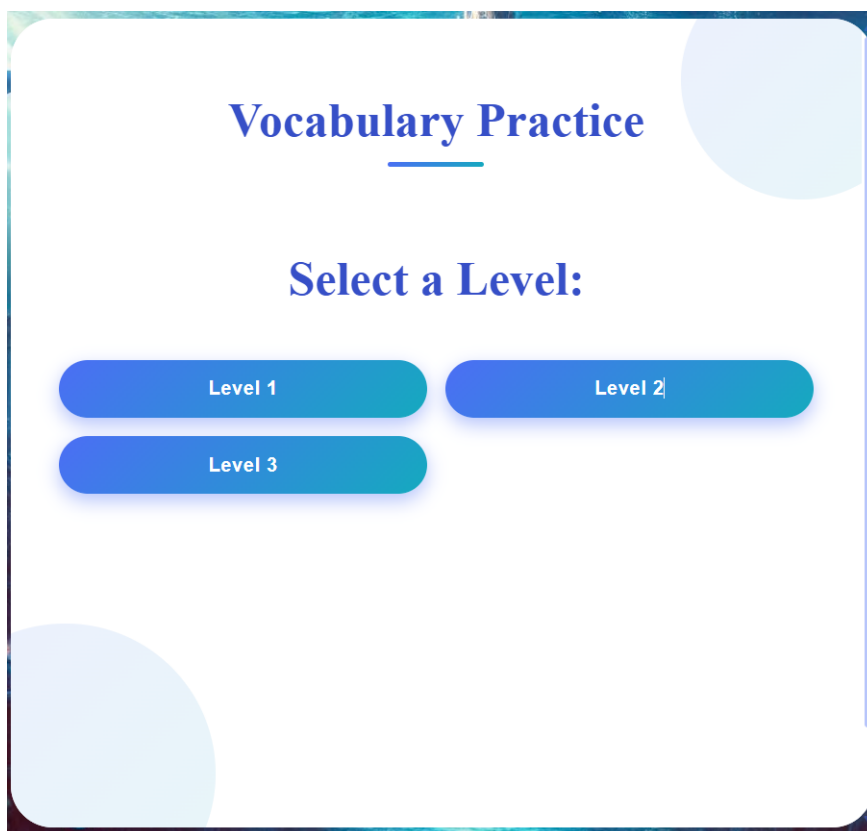 Vocabulary Practice
Select a Level:
Level 1
Level 2
Level 3